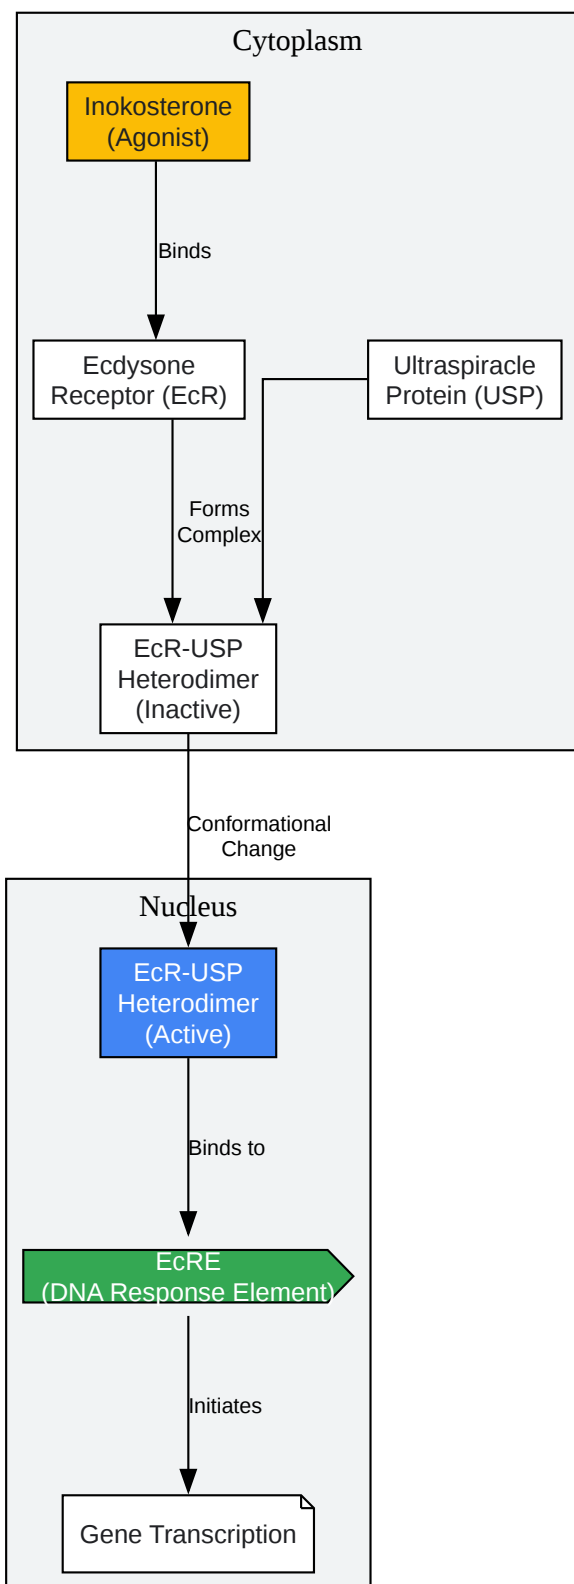 Cytoplasm
Inokosterone
(Agonist)
Binds
Ecdysone
Receptor (EcR)
Ultraspiracle
Protein (USP)
Forms
Complex
EcR-USP
Heterodimer
(Inactive)
Conformational
Change
Nucleus
EcR-USP
Heterodimer
(Active)
Binds to
EcRE
(DNA Response Element)
Initiates
Gene Transcription